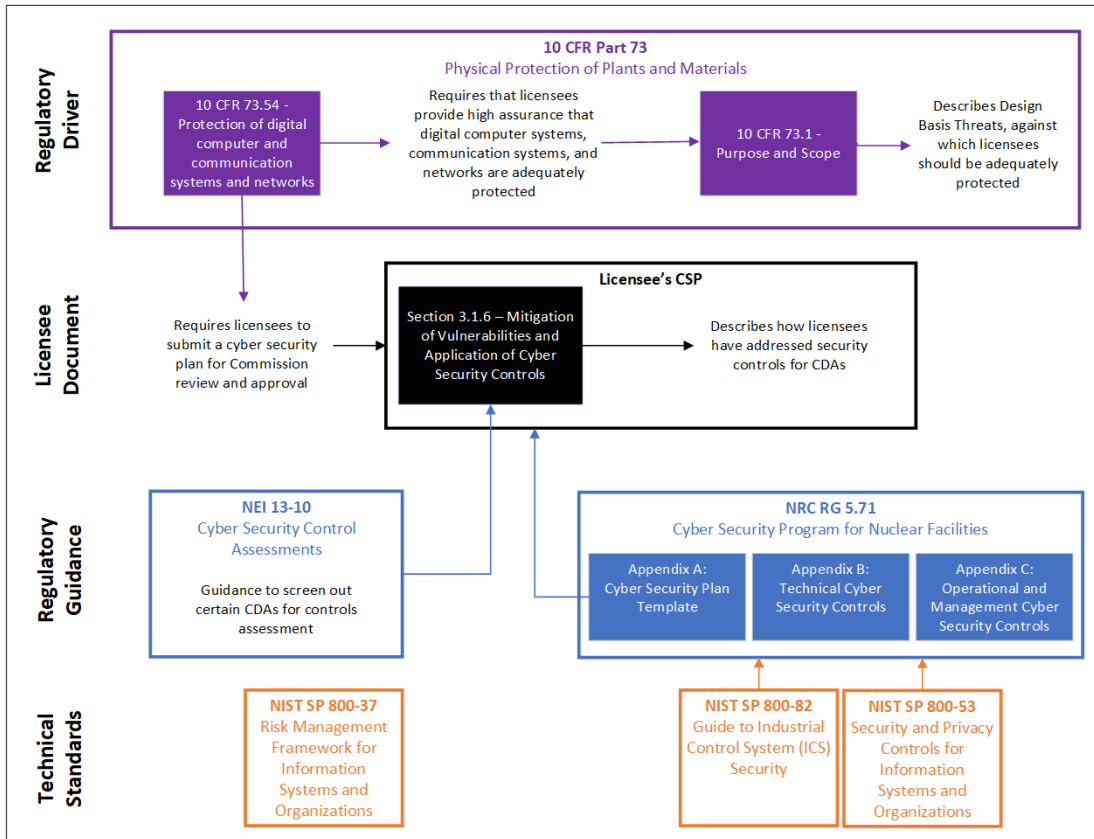 Regulatory
Driver
10 CFR Part 73
Physical Protection of Plants and Materials
10 CFR 73.54 -
Protection of digital
computer and
communication
systems and networks
Requires that licensees
provide high assurance that
digital computer systems,
communication systems, and
networks are adequately
protected
10 CFR 73.1 -
Purpose and Scope
Describes Design
Basis Threats, against
which licensees
should be adequately
protected
Licensee
Document
Requires licensees to
submit a cyber security
plan for Commission
review and approval
Licensee's CSP
Section 3.1.6 – Mitigation
of Vulnerabilities and
Application of Cyber
Security Controls
Describes how licensees
have addressed security
controls for CDAs
Regulatory
Guidance
NEI 13-10
Cyber Security Control
Assessments
Guidance to screen out
certain CDAs for controls
assessment
NRC RG 5.71
Cyber Security Program for Nuclear Facilities
Appendix A:
Cyber Security Plan
Template
Appendix B:
Technical Cyber
Security Controls
Appendix C:
Operational and
Management Cyber
Security Controls
Technical
Standards
NIST SP 800-37
Risk Management
Framework for
Information
Systems and
Organizations
NIST SP 800-82
Guide to Industrial
Control System (ICS)
Security
NIST SP 800-53
Security and Privacy
Controls for
Information
Systems and
Organizations